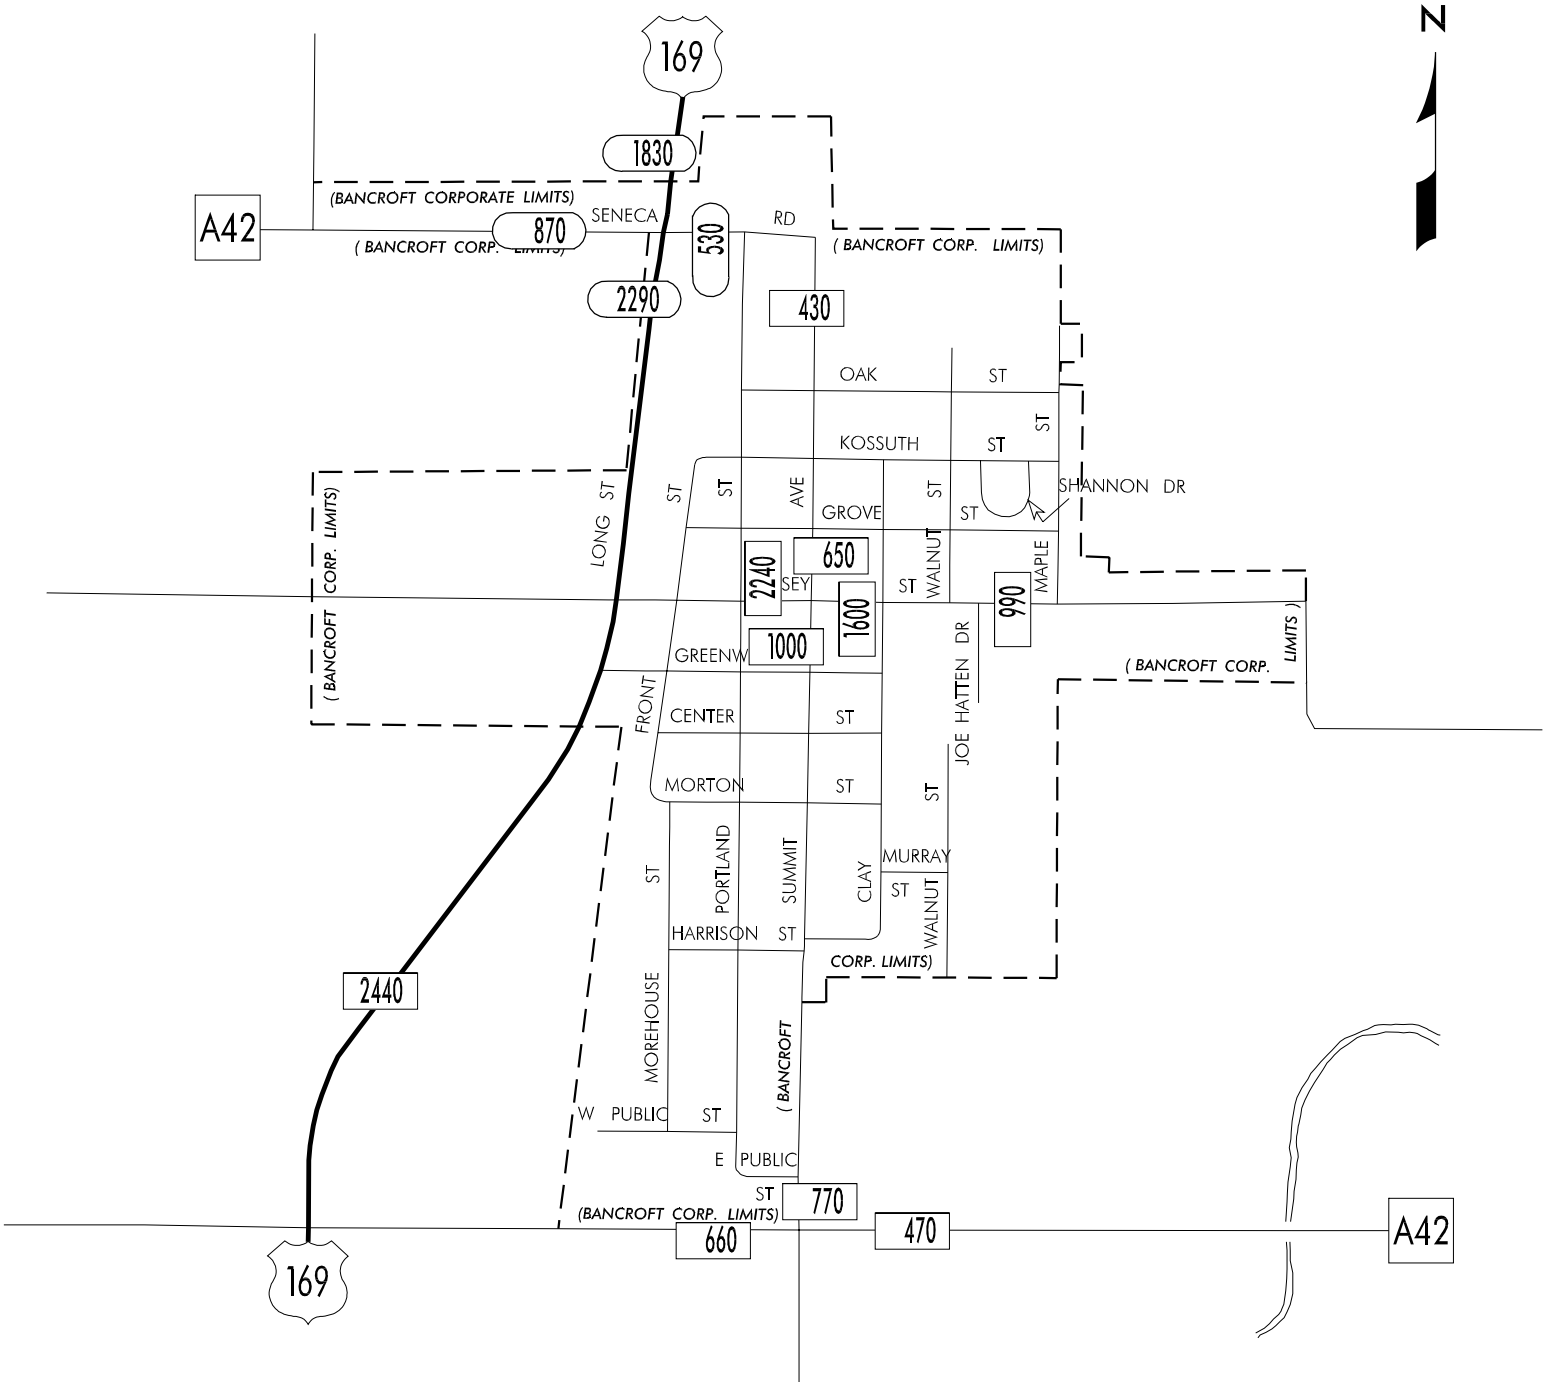 N
169
1830
(BANCROFT CORPORATE LIMITS)
A42
870
SENECA RD
530
( BANCROFT CORP. LIMITS)
( BANCROFT CORP. LIMITS)
2290
430
OAK ST
ST
KOSSUTH ST
LONG ST
ST
ST
AVE
ST
SHANNON DR
GROVE ST
( BANCROFT CORP. LIMITS)
2240
650
SEY ST
WALNUT
MAPLE
1600
990
1000
GREENW
FRONT
JOE HATTEN DR
( BANCROFT CORP. LIMITS )
CENTER ST
MORTON ST
ST
PORTLAND
SUMMIT
CLAY
MURRAY
ST
ST
WALNUT
HARRISON ST
CORP. LIMITS)
2440
MOREHOUSE
( BANCROFT
W PUBLIC ST
E PUBLIC
ST
770
(BANCROFT CORP. LIMITS)
660
470
A42
169